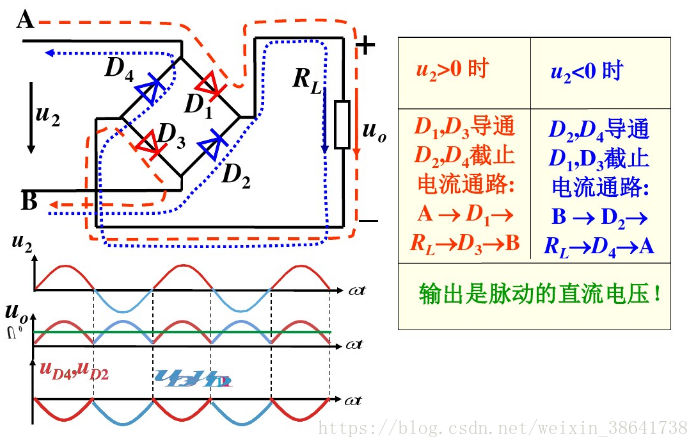 A
D4
D1
D3
D2
u2
B
RL
+
uo
−
u2>0 时
u2<0 时
D1,D3导通
D2,D4截止
电流通路:
A → D1→
RL→D3→B
D2,D4导通
D1,D3截止
电流通路:
B → D2→
RL→D4→A
输出是脉动的直流电压！
u2
ωt
uo
ωt
uD4,uD2
ωt
https://blog.csdn.net/weixin_38641738